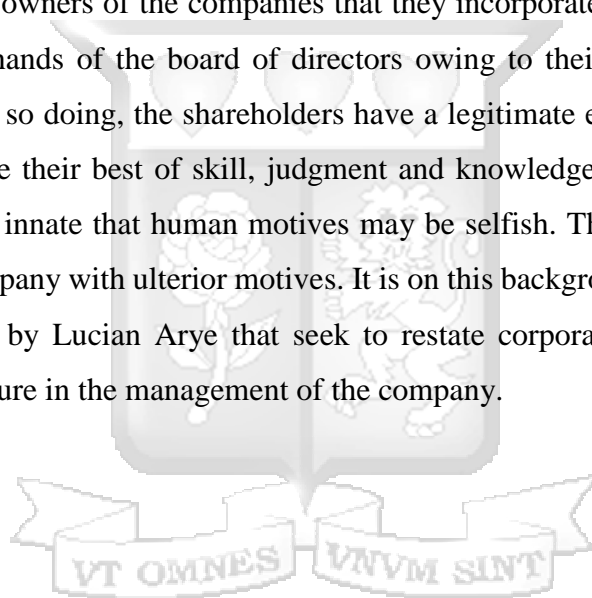 owners of the companies that they incorporate
hands of the board of directors owing to thei
so doing, the shareholders have a legitimate e
e their best of skill, judgment and knowledge
innate that human motives may be selfish. Th
pany with ulterior motives. It is on this backgro
by Lucian Arye that seek to restate corpora
ure in the management of the company.
VT OMNES VNVM SINT